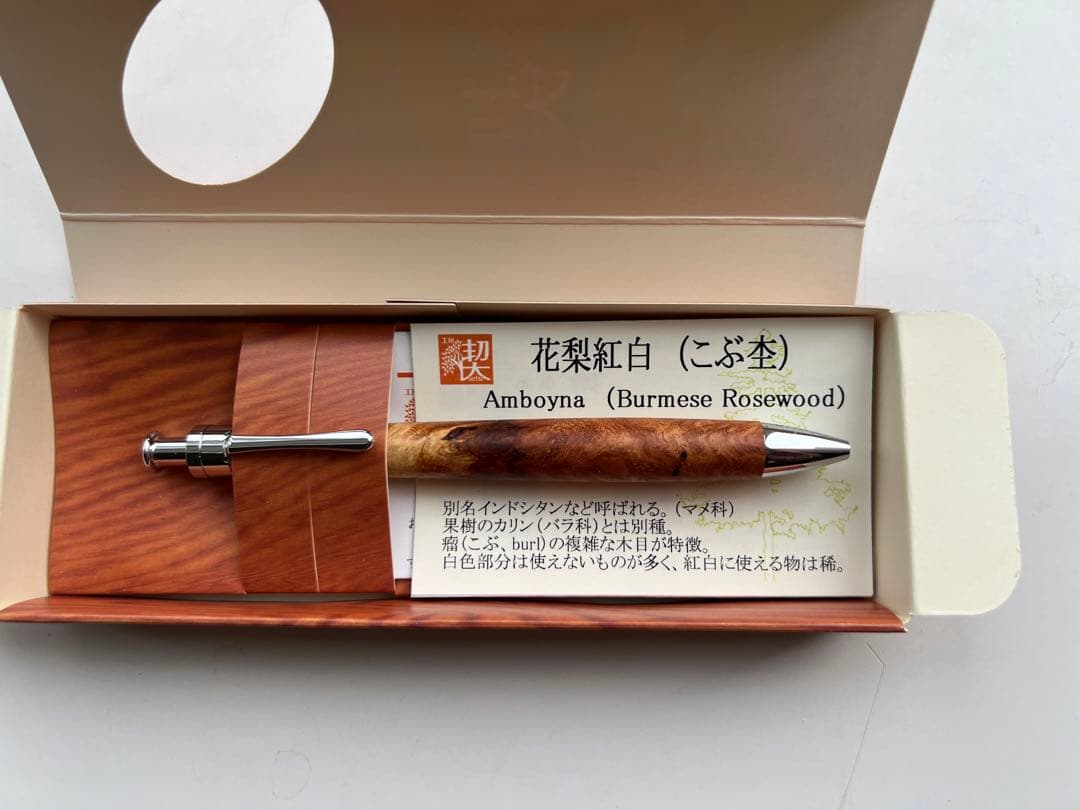 工房
契
花梨紅白 (こぶ杢)
Amboyna (Burmese Rosewood)
別名インドシタンなど呼ばれる。(マメ科)
果樹のカリン(バラ科)とは別種。
瘤(こぶ、burl)の複雑な木目が特徴。
白色部分は使えないものが多く、紅白に使える物は稀。